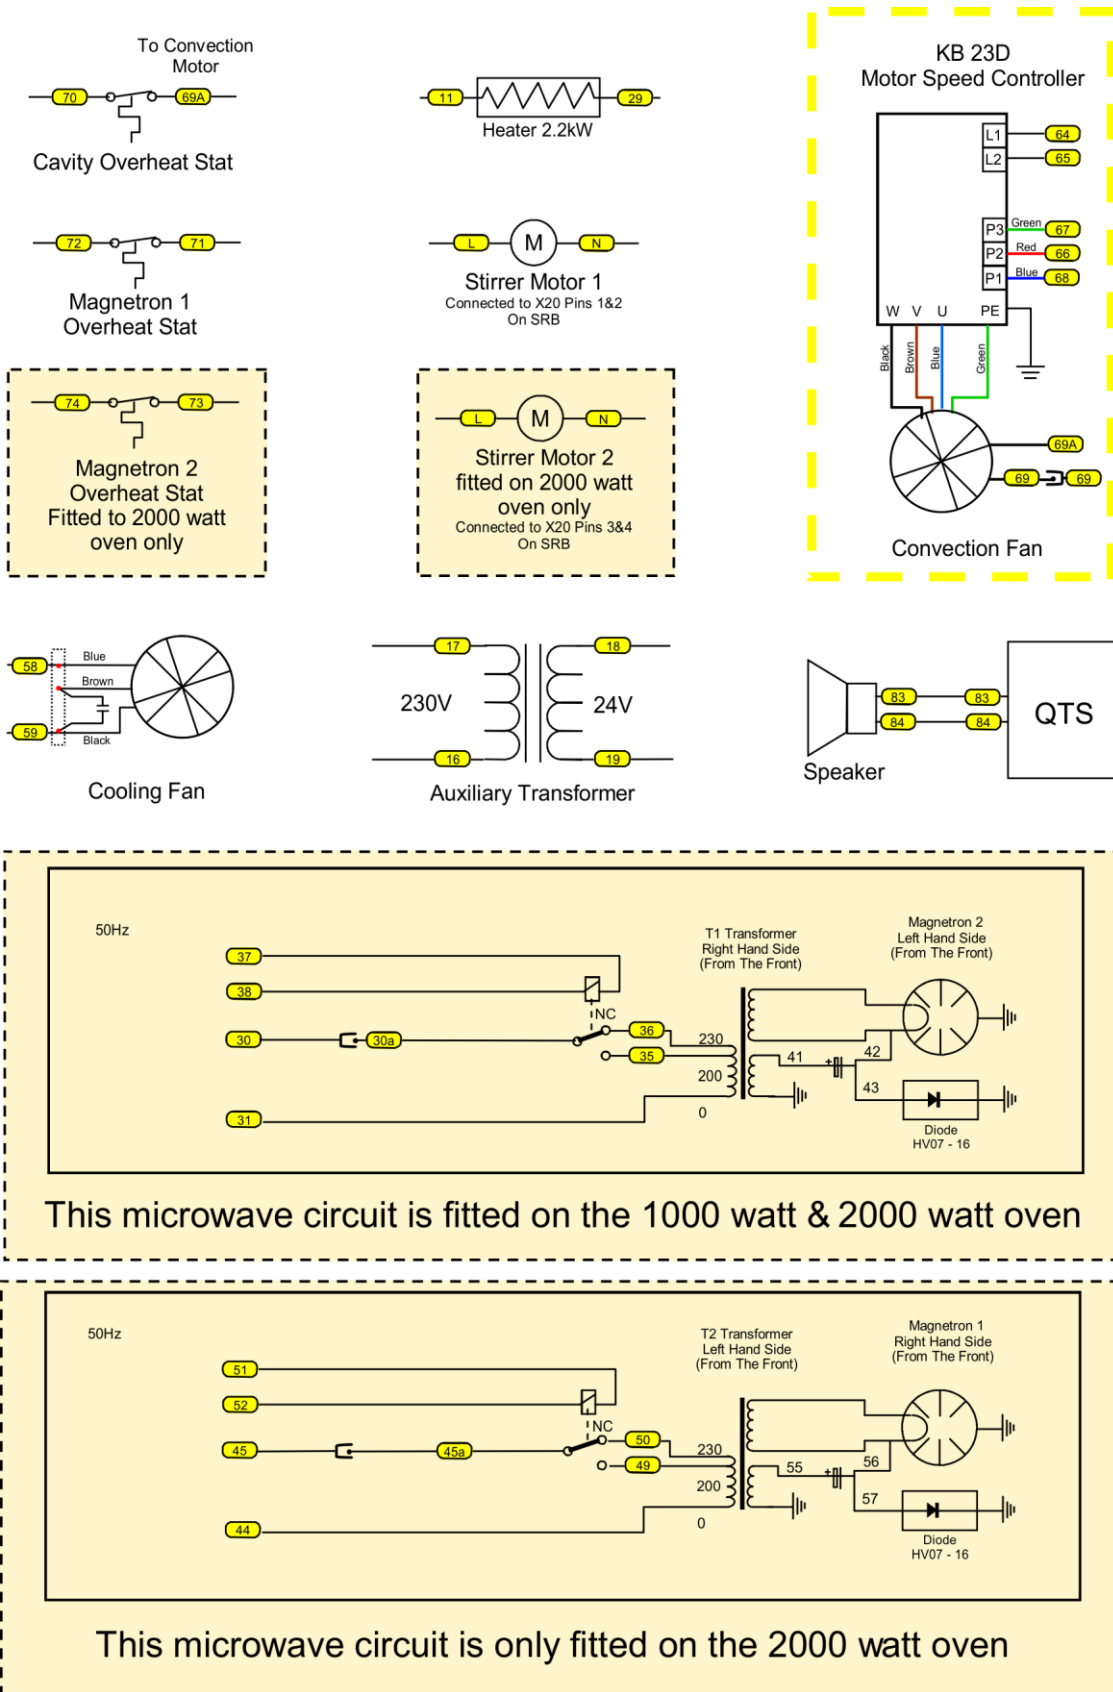 To Convection
Motor
70
69A
Cavity Overheat Stat
11
29
Heater 2.2kW
KB 23D
Motor Speed Controller
L1
64
L2
65
P3
Green
67
P2
Red
66
P1
Blue
68
W V U PE
Black
Brown
Blue
Green
69A
69
69
Convection Fan
72
71
Magnetron 1
Overheat Stat
L
M
N
Stirrer Motor 1
Connected to X20 Pins 1&2
On SRB
74
73
Magnetron 2
Overheat Stat
Fitted to 2000 watt
oven only
L
M
N
Stirrer Motor 2
fitted on 2000 watt
oven only
Connected to X20 Pins 3&4
On SRB
58
Blue
Brown
59
Black
Cooling Fan
17
18
230V
24V
16
19
Auxiliary Transformer
83
83
84
84
QTS
Speaker
50Hz
T1 Transformer
Right Hand Side
(From The Front)
Magnetron 2
Left Hand Side
(From The Front)
37
38
NC
30
30a
36
35
230
200
0
41
+
42
43
31
Diode
HV07 - 16
This microwave circuit is fitted on the 1000 watt & 2000 watt oven
50Hz
T2 Transformer
Left Hand Side
(From The Front)
Magnetron 1
Right Hand Side
(From The Front)
51
52
NC
45
45a
50
49
230
200
0
55
+
56
57
44
Diode
HV07 - 16
This microwave circuit is only fitted on the 2000 watt oven